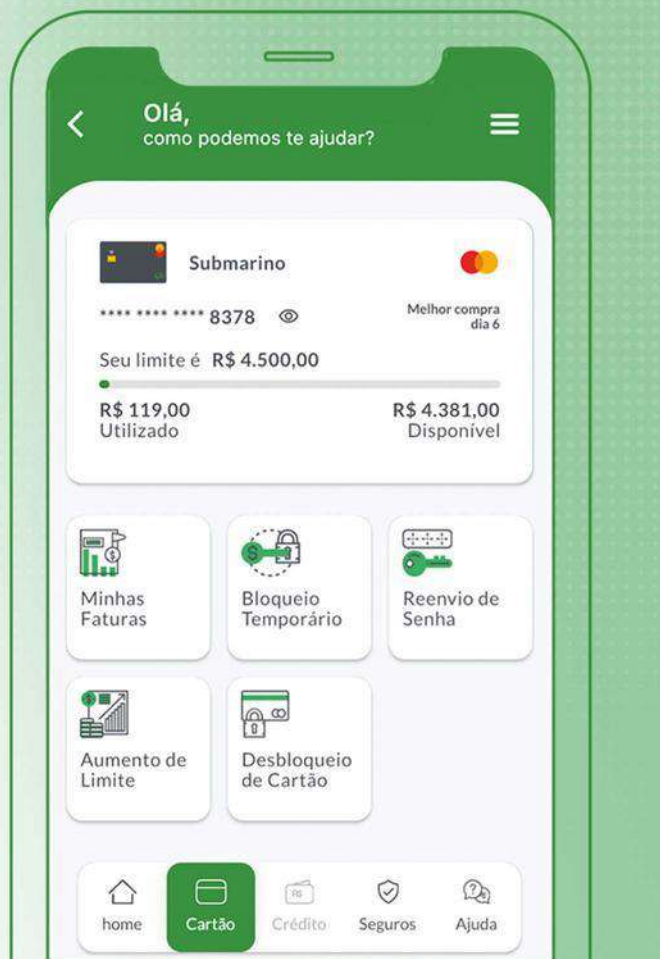 Olá,
como podemos te ajudar?
Submarino
**** **** **** 8378
Melhor compra
dia 6
Seu limite é R$ 4.500,00
R$ 119,00
Utilizado
R$ 4.381,00
Disponível
Minhas
Faturas
Bloqueio
Temporário
Reenvio de
Senha
Aumento de
Limite
Desbloqueio
de Cartão
home
Cartão
Crédito
Seguros
Ajuda